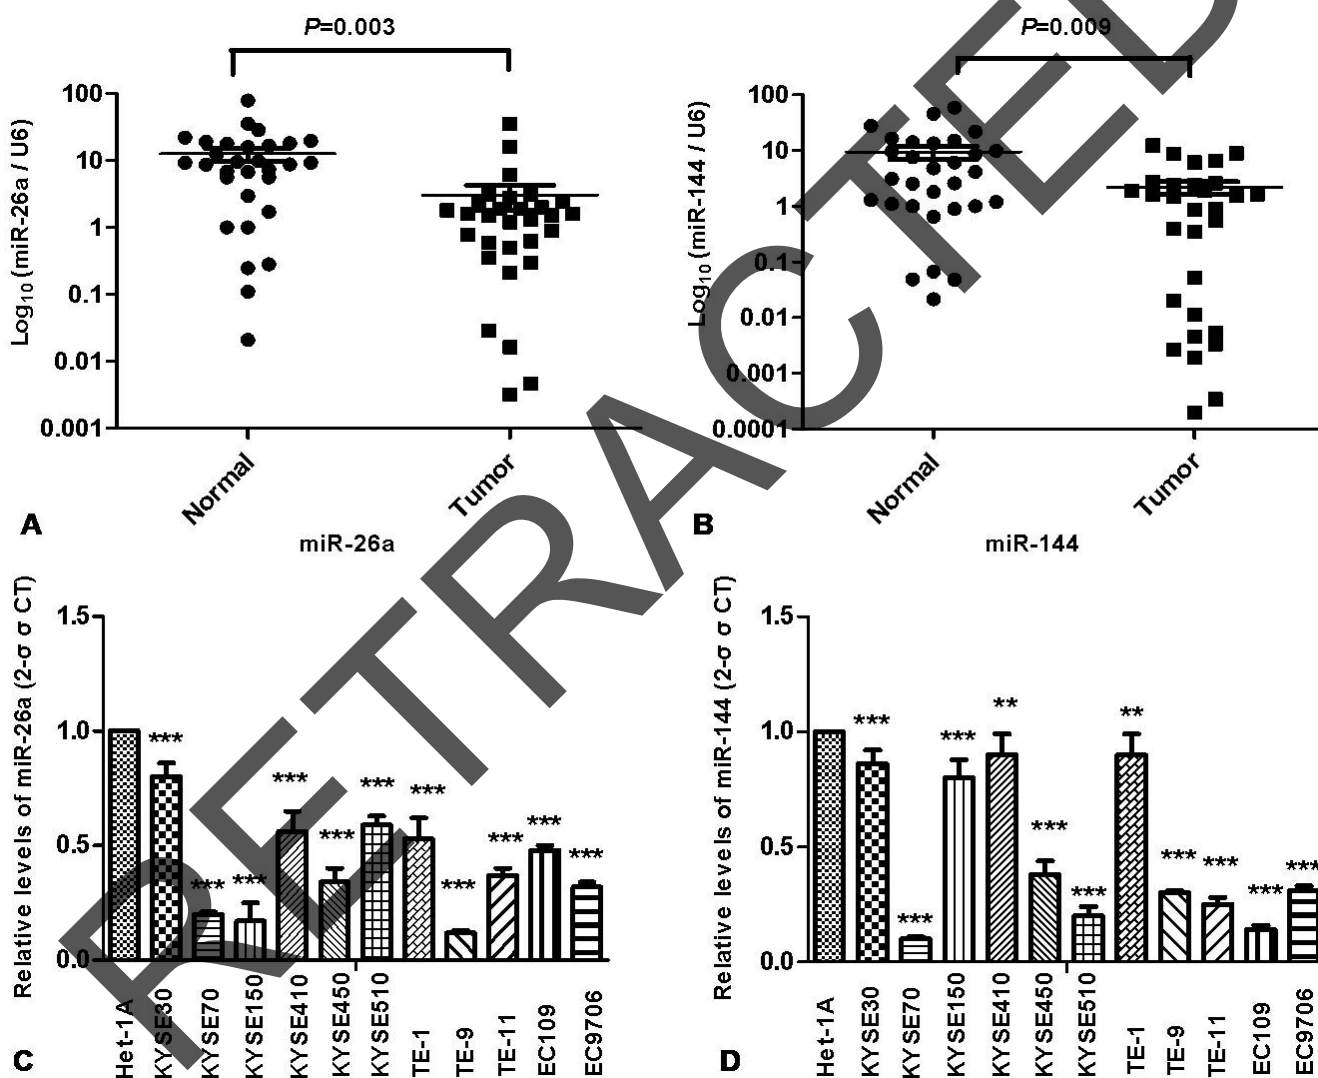 P=0.003
Log10 (miR-26a / U6)
100
10
1
0.1
0.01
0.001
Normal
Tumor
A
miR-26a
P=0.009
Log10 (miR-144 / U6)
100
10
1
0.1
0.01
0.001
0.0001
Normal
Tumor
B
miR-144
Relative levels of miR-26a (2-σ σ CT)
1.5
1.0
0.5
0.0
***
***
***
***
***
***
***
***
***
***
***
Het-1A
KYSE30
KYSE70
KYSE150
KYSE410
KYSE450
KYSE510
TE-1
TE-9
TE-11
EC109
EC9706
C
Relative levels of miR-144 (2-σ σ CT)
1.5
1.0
0.5
0.0
***
***
***
**
***
***
**
***
***
***
***
Het-1A
KYSE30
KYSE70
KYSE150
KYSE410
KYSE450
KYSE510
TE-1
TE-9
TE-11
EC109
EC9706
D
RETRACTED